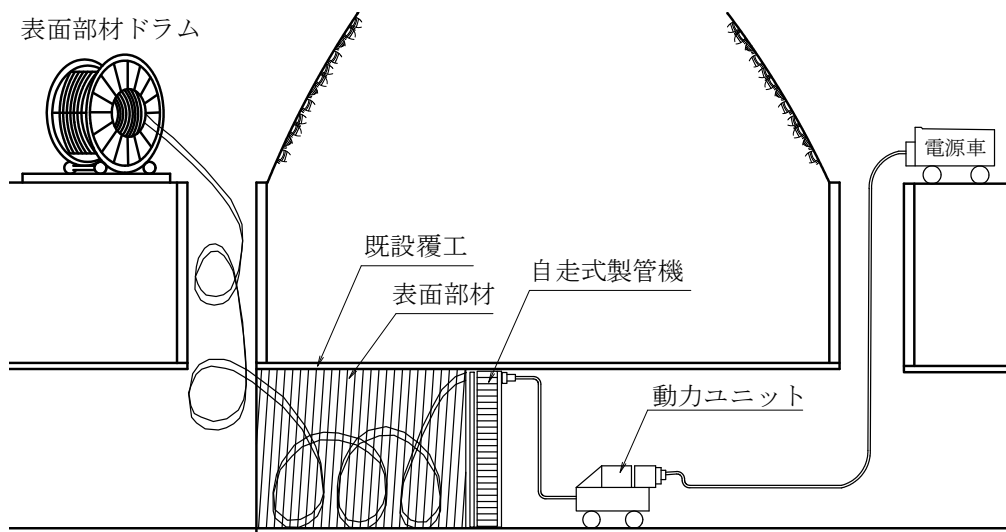 表面部材ドラム
電源車
既設覆工
自走式製管機
表面部材
動力ユニット